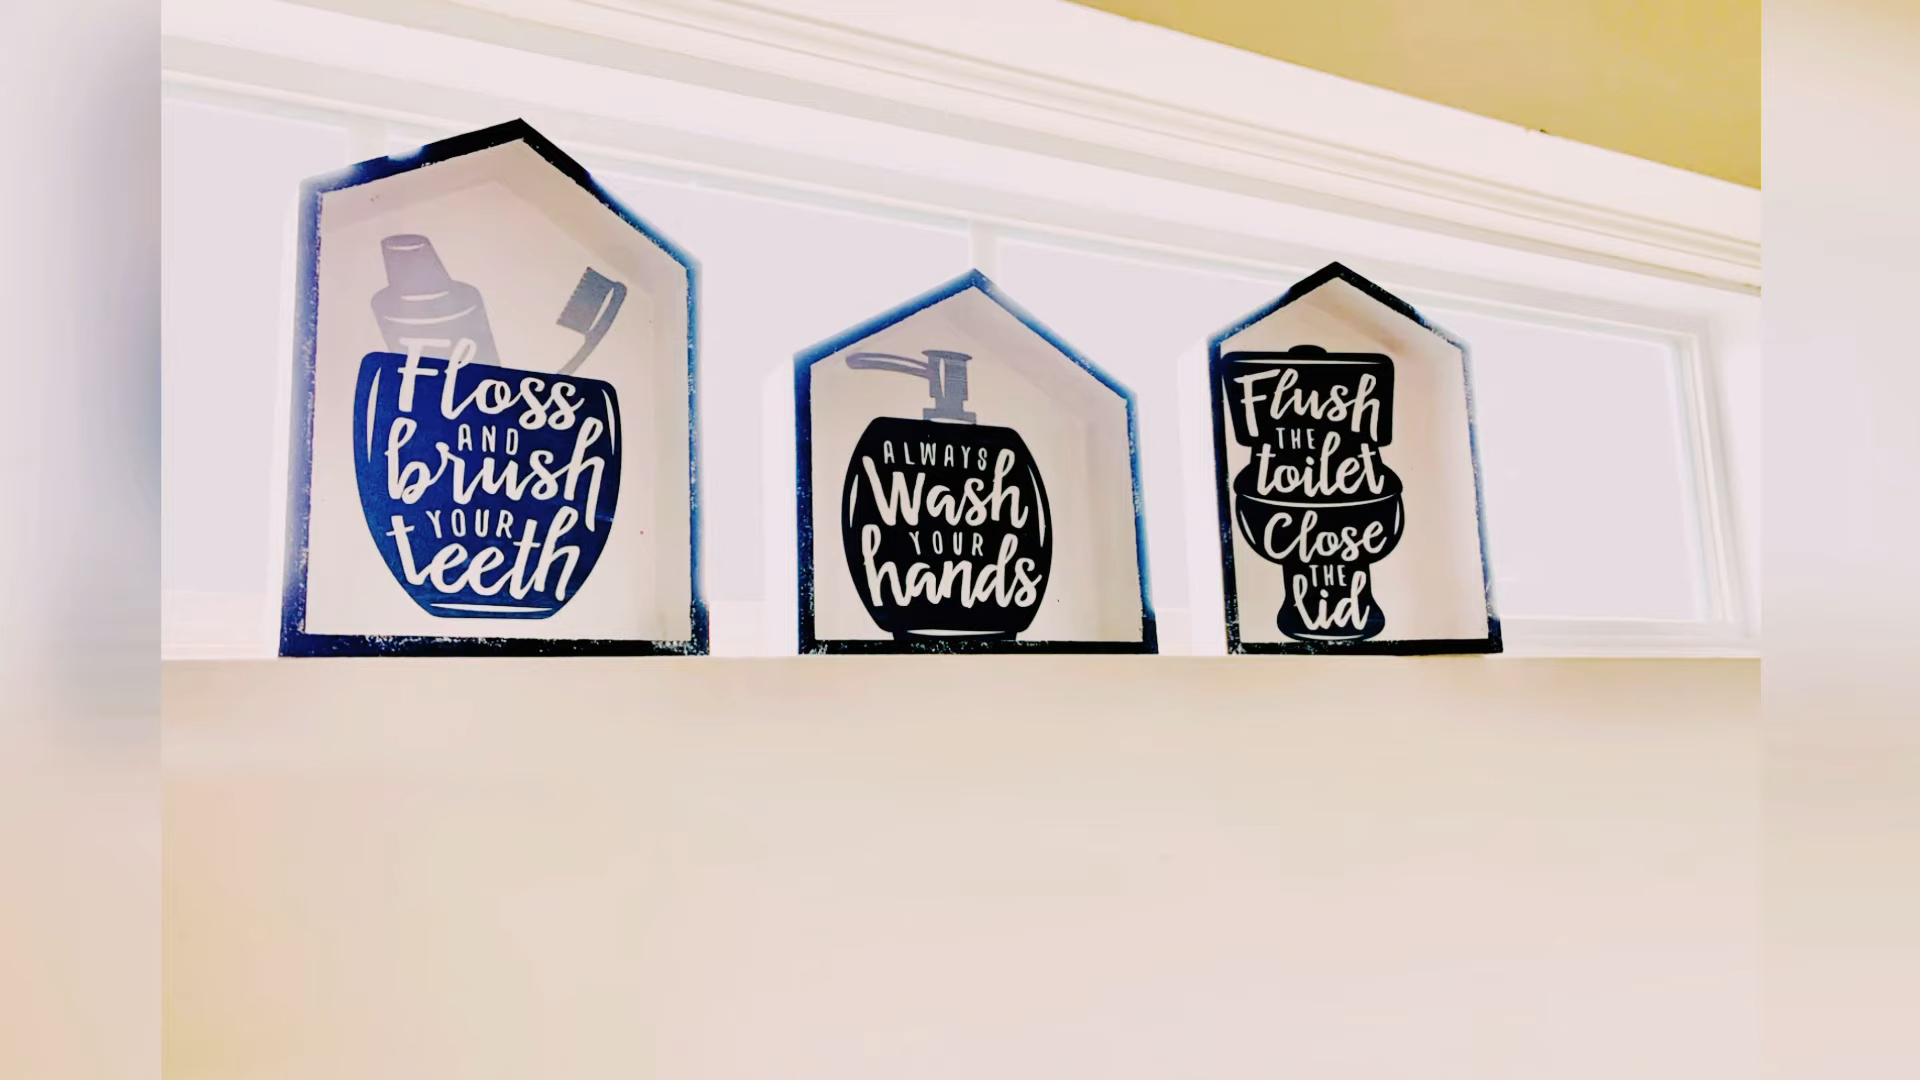 Floss
AND
brush
YOUR
teeth
ALWAYS
Wash
YOUR
hands
Flush
THE
toilet
Close
THE
lid